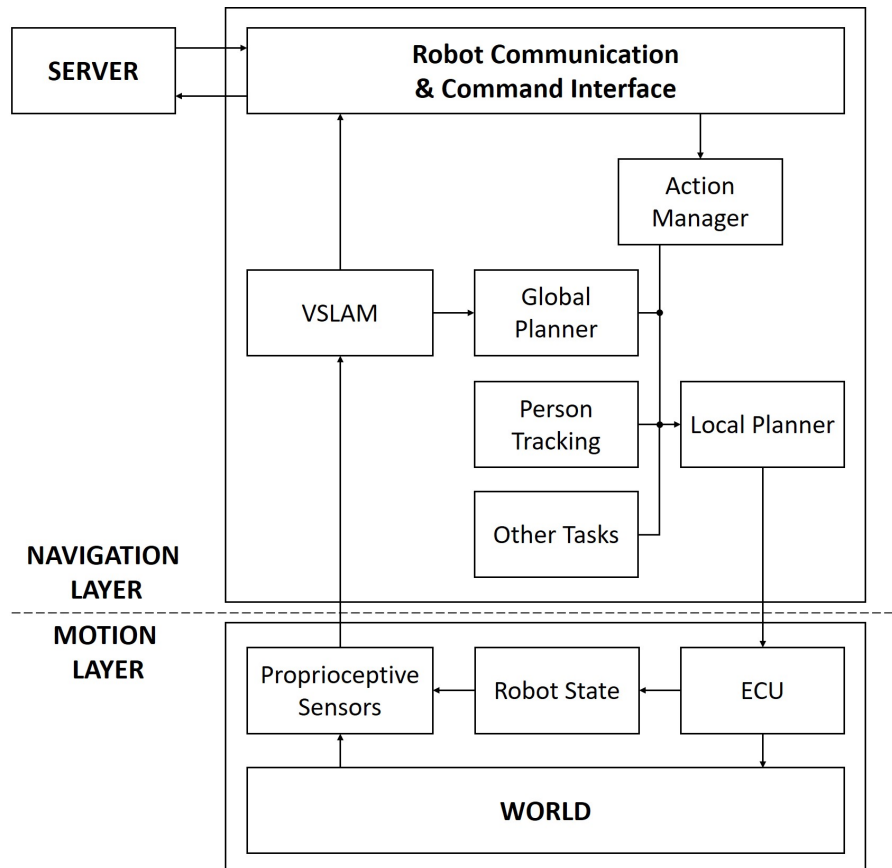 SERVER
Robot Communication
& Command Interface
Action
Manager
VSLAM
Global
Planner
Person
Tracking
Local Planner
Other Tasks
NAVIGATION
LAYER
MOTION
LAYER
Proprioceptive
Sensors
Robot State
ECU
WORLD